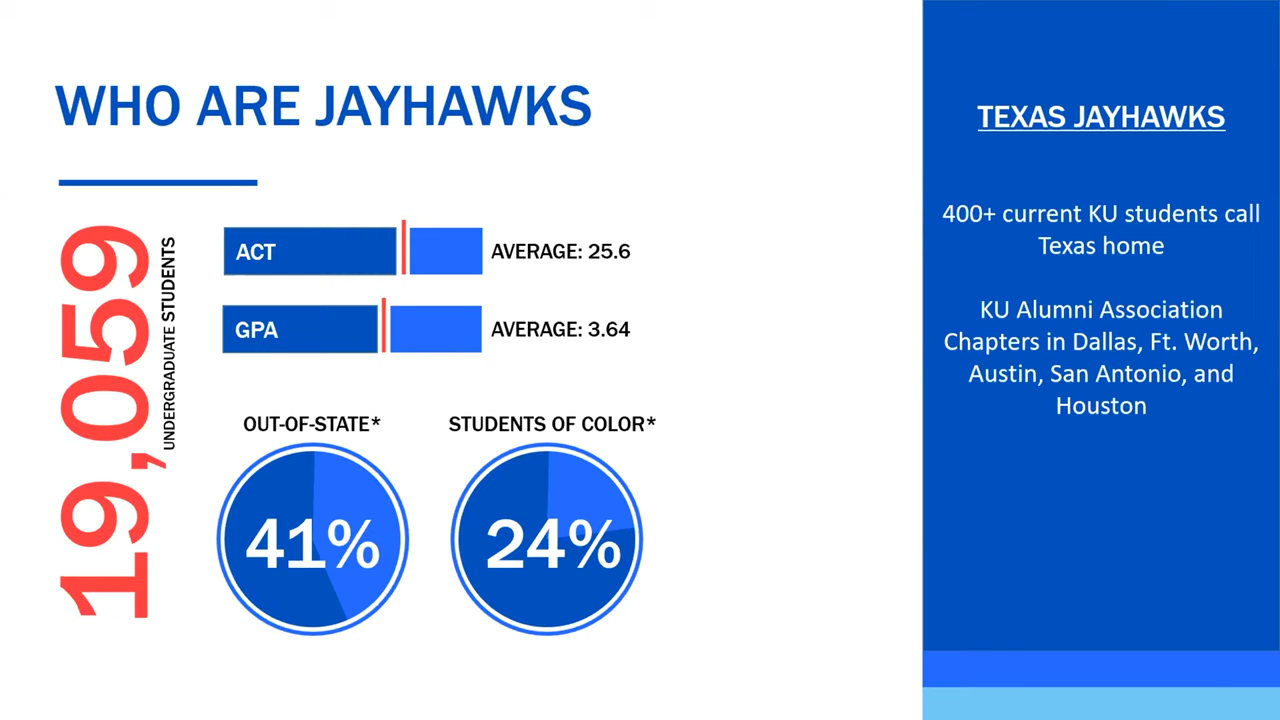 WHO ARE JAYHAWKS
19,059
UNDERGRADUATE STUDENTS
ACT
AVERAGE: 25.6
GPA
AVERAGE: 3.64
OUT-OF-STATE*
41%
STUDENTS OF COLOR*
24%
TEXAS JAYHAWKS
400+ current KU students call
Texas home
KU Alumni Association
Chapters in Dallas, Ft. Worth,
Austin, San Antonio, and
Houston